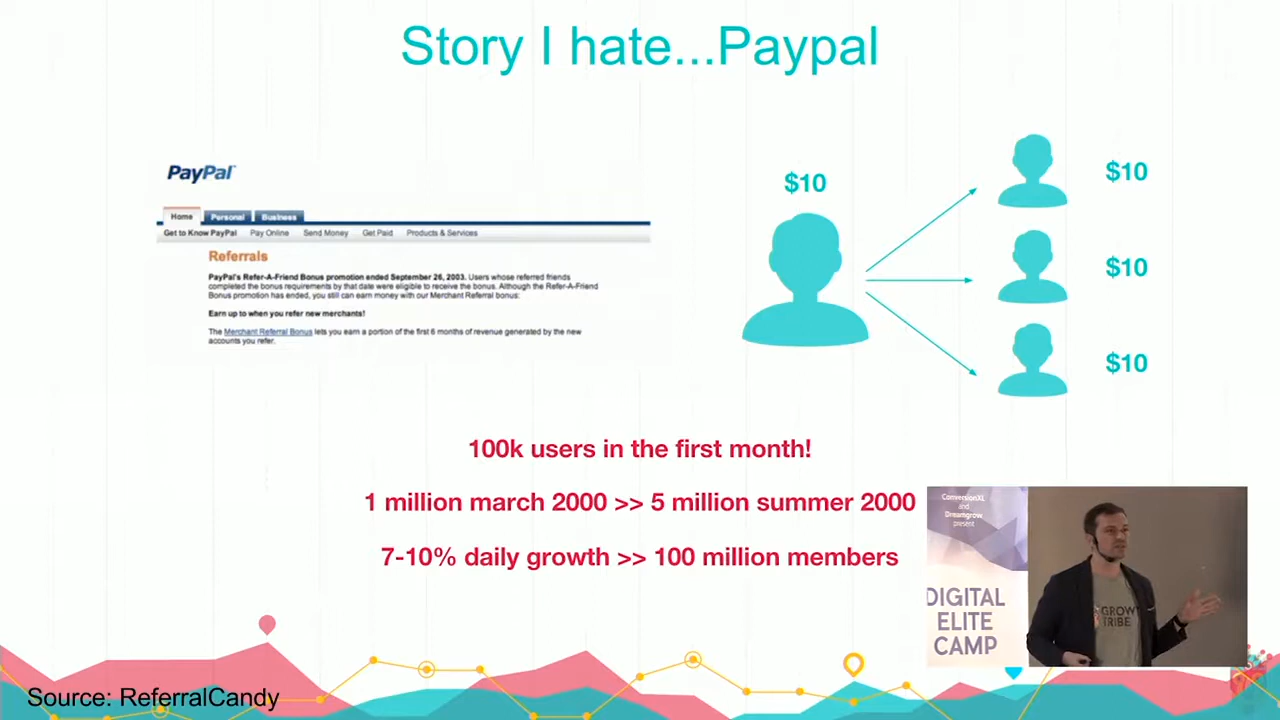 Story I hate...Paypal
PayPal
Home Personal Business
Get to Know PayPal Pay Online Send Money Get Paid Products & Services
Referrals
PayPal's Refer-A-Friend Bonus promotion ended September 26, 2003. Users whose referred friends
completed the bonus requirements by that date were eligible to receive the bonus. Although the Refer-A-Friend
Bonus promotion has ended, you still can earn money with our Merchant Referral bonus:
Earn up to when you refer new merchants!
The Merchant Referral Bonus lets you earn a portion of the first 6 months of revenue generated by the new
accounts you refer.
$10
$10
$10
$10
100k users in the first month!
1 million march 2000 >> 5 million summer 2000
7-10% daily growth >> 100 million members
ConversionXL
and
Dreamgrow
present
DIGITAL
ELITE
CAMP
GROW
TRIBE
Source: ReferralCandy